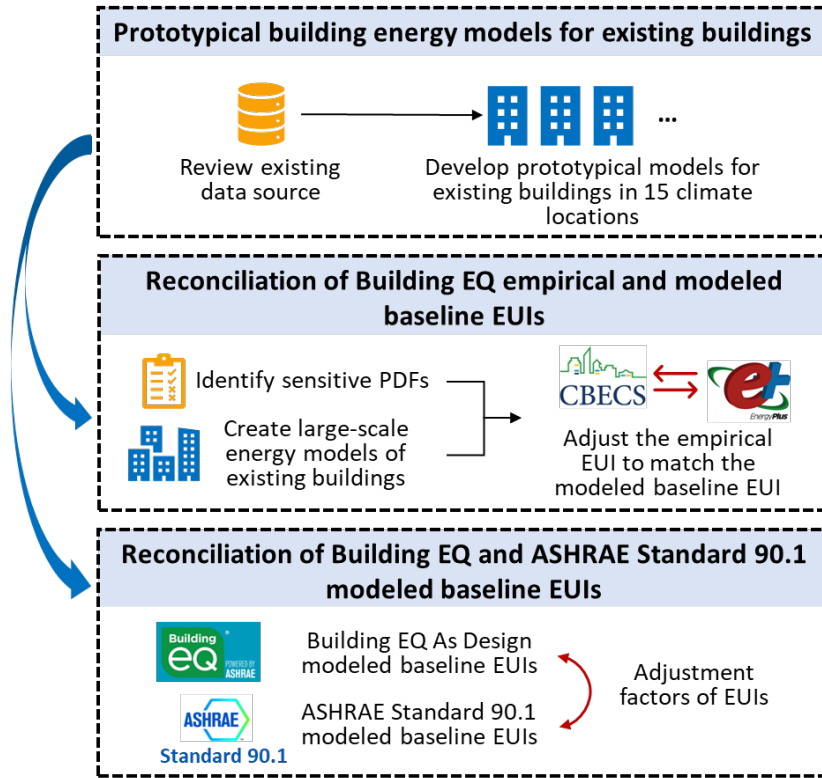 Prototypical building energy models for existing buildings
Review existing
data source
...
Develop prototypical models for
existing buildings in 15 climate
locations
Reconciliation of Building EQ empirical and modeled
baseline EUIs
Identify sensitive PDFs
Create large-scale
energy models of
existing buildings
CBECS
e+
EnergyPlus
Adjust the empirical
EUI to match the
modeled baseline EUI
Reconciliation of Building EQ and ASHRAE Standard 90.1
modeled baseline EUIs
Building
eQ
®
POWERED BY
ASHRAE
Building EQ As Design
modeled baseline EUIs
ASHRAE
Standard 90.1
ASHRAE Standard 90.1
modeled baseline EUIs
Adjustment
factors of EUIs